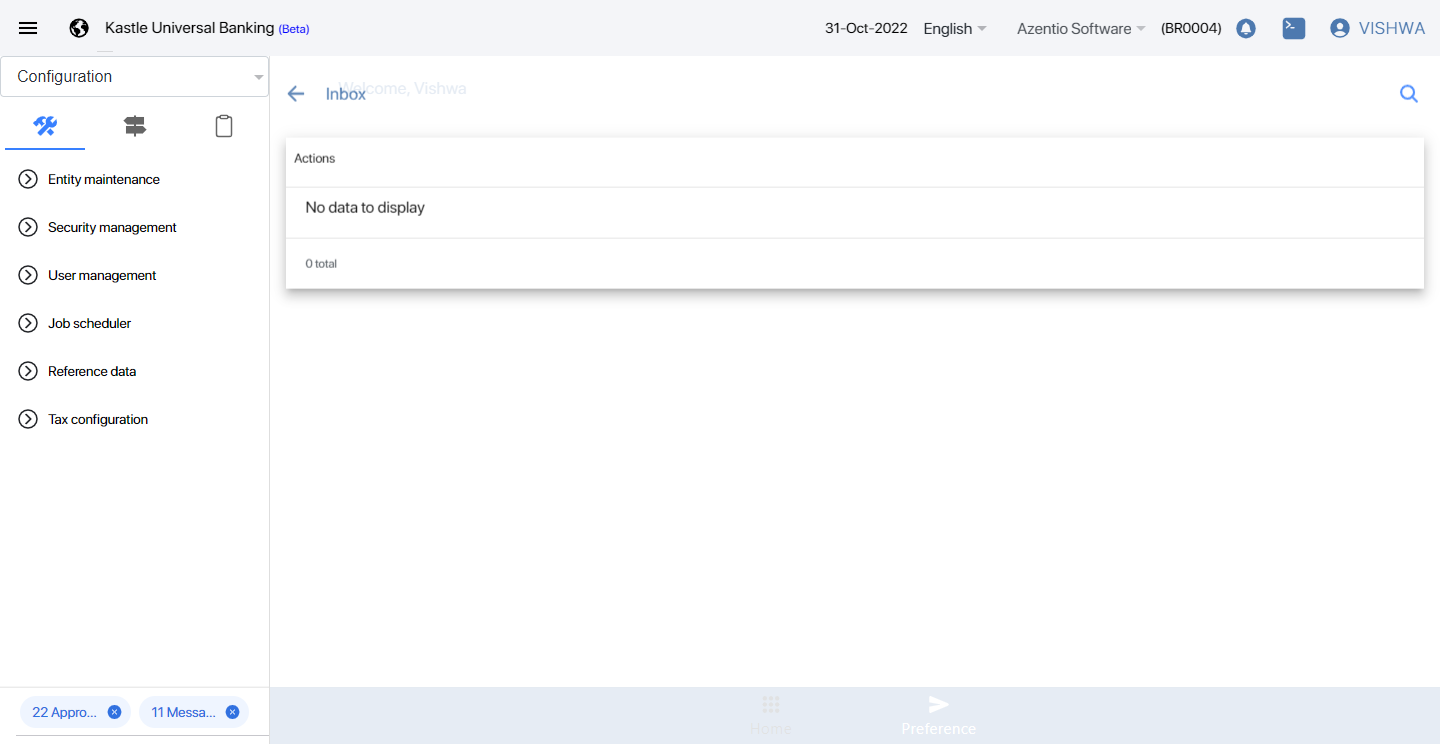 Kastle Universal Banking (Beta)
31-Oct-2022 English Azentio Software (BR0004) VISHWA
Configuration
Welcome, Vishwa
Inbox
Actions
No data to display
0 total
Entity maintenance
Security management
User management
Job scheduler
Reference data
Tax configuration
22 Appro... 11 Messa...
Home Preference